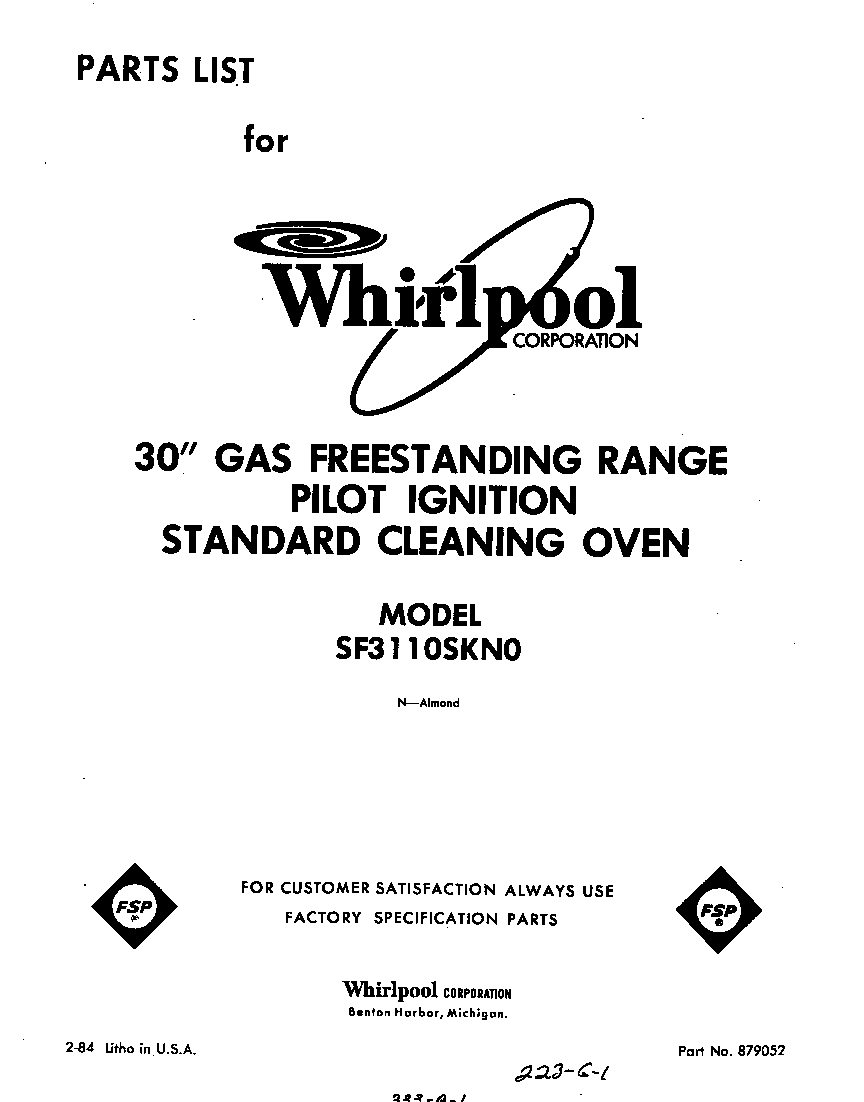 PARTS LIST
for
Whirlpool
CORPORATION
30" GAS FREESTANDING RANGE
PILOT IGNITION
STANDARD CLEANING OVEN
MODEL
SF3110SKN0
N—Almond
FSP
®
FOR CUSTOMER SATISFACTION ALWAYS USE
FACTORY SPECIFICATION PARTS
FSP
®
Whirlpool CORPORATION
Benton Harbor, Michigan.
2-84 Litho in U.S.A.
Part No. 879052
223-C-1